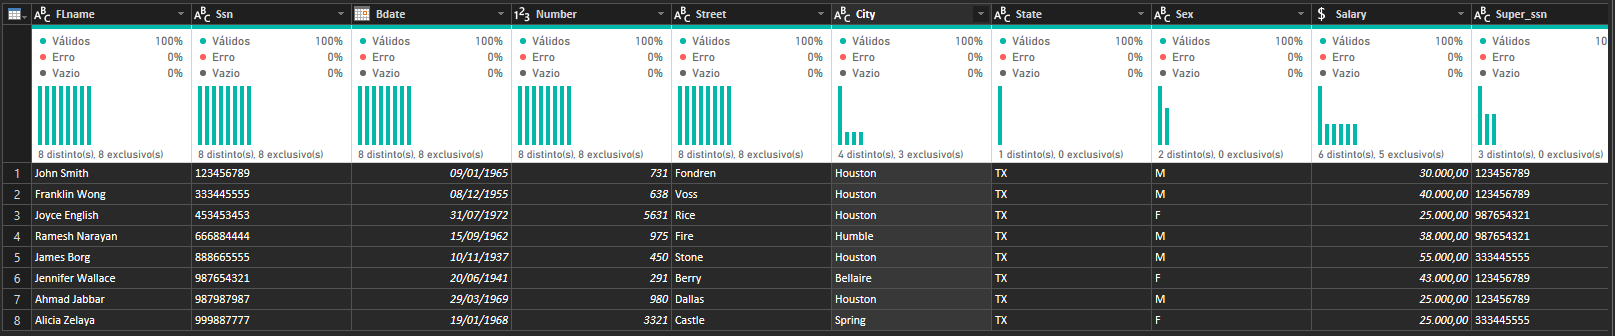 FLname Ssn Bdate Number Street City State Sex Salary Super_ssn
Válidos 100% Válidos 100% Válidos 100% Válidos 100% Válidos 100% Válidos 100% Válidos 100% Válidos 100% Válidos 100% Válidos 10
Erro 0% Erro 0% Erro 0% Erro 0% Erro 0% Erro 0% Erro 0% Erro 0% Erro 0% Erro 0
Vazio 0% Vazio 0% Vazio 0% Vazio 0% Vazio 0% Vazio 0% Vazio 0% Vazio 0% Vazio 0% Vazio 0
8 distinto(s), 8 exclusivo(s) 8 distinto(s), 8 exclusivo(s) 8 distinto(s), 8 exclusivo(s) 8 distinto(s), 8 exclusivo(s) 8 distinto(s), 8 exclusivo(s) 4 distinto(s), 3 exclusivo(s) 1 distinto(s), 0 exclusivo(s) 2 distinto(s), 0 exclusivo(s) 6 distinto(s), 5 exclusivo(s) 3 distinto(s), 0 exclusivo(s)
1 John Smith 123456789 09/01/1965 731 Fondren Houston TX M 30.000,00 123456789
2 Franklin Wong 333445555 08/12/1955 638 Voss Houston TX M 40.000,00 123456789
3 Joyce English 453453453 31/07/1972 5631 Rice Houston TX F 25.000,00 987654321
4 Ramesh Narayan 666884444 15/09/1962 975 Fire Humble TX M 38.000,00 987654321
5 James Borg 888665555 10/11/1937 450 Stone Houston TX M 55.000,00 333445555
6 Jennifer Wallace 987654321 20/06/1941 291 Berry Bellaire TX F 43.000,00 123456789
7 Ahmad Jabbar 987987987 29/03/1969 980 Dallas Houston TX M 25.000,00 123456789
8 Alicia Zelaya 999887777 19/01/1968 3321 Castle Spring TX F 25.000,00 333445555